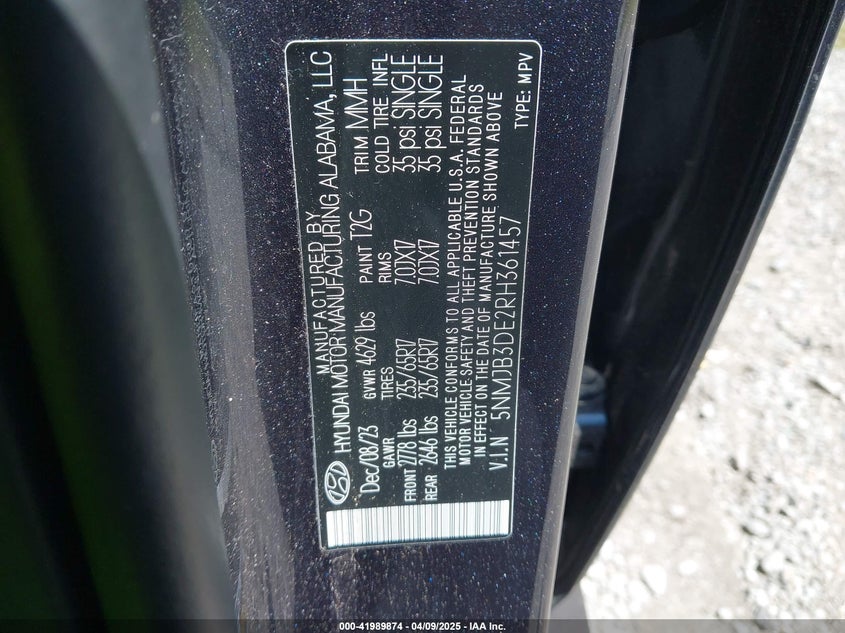 MANUFACTURED BY
HYUNDAI MOTOR MANUFACTURING ALABAMA, LLC
Dec/08/23 GVWR 4629 lbs PAINT T2G TRIM MMH
GAWR TIRES RIMS COLD TIRE INFL
FRONT 2778 lbs 235/65R17 7.0JX17 35 psi SINGLE
REAR 2646 lbs 235/65R17 7.0JX17 35 psi SINGLE
THIS VEHICLE CONFORMS TO ALL APPLICABLE U.S.A. FEDERAL
MOTOR VEHICLE SAFETY AND THEFT PREVENTION STANDARDS
IN EFFECT ON THE DATE OF MANUFACTURE SHOWN ABOVE
V.I.N 5NMJB3DE2RH361457 TYPE: MPV
000-41989874 / 04/09/2025 - © IAA Inc.